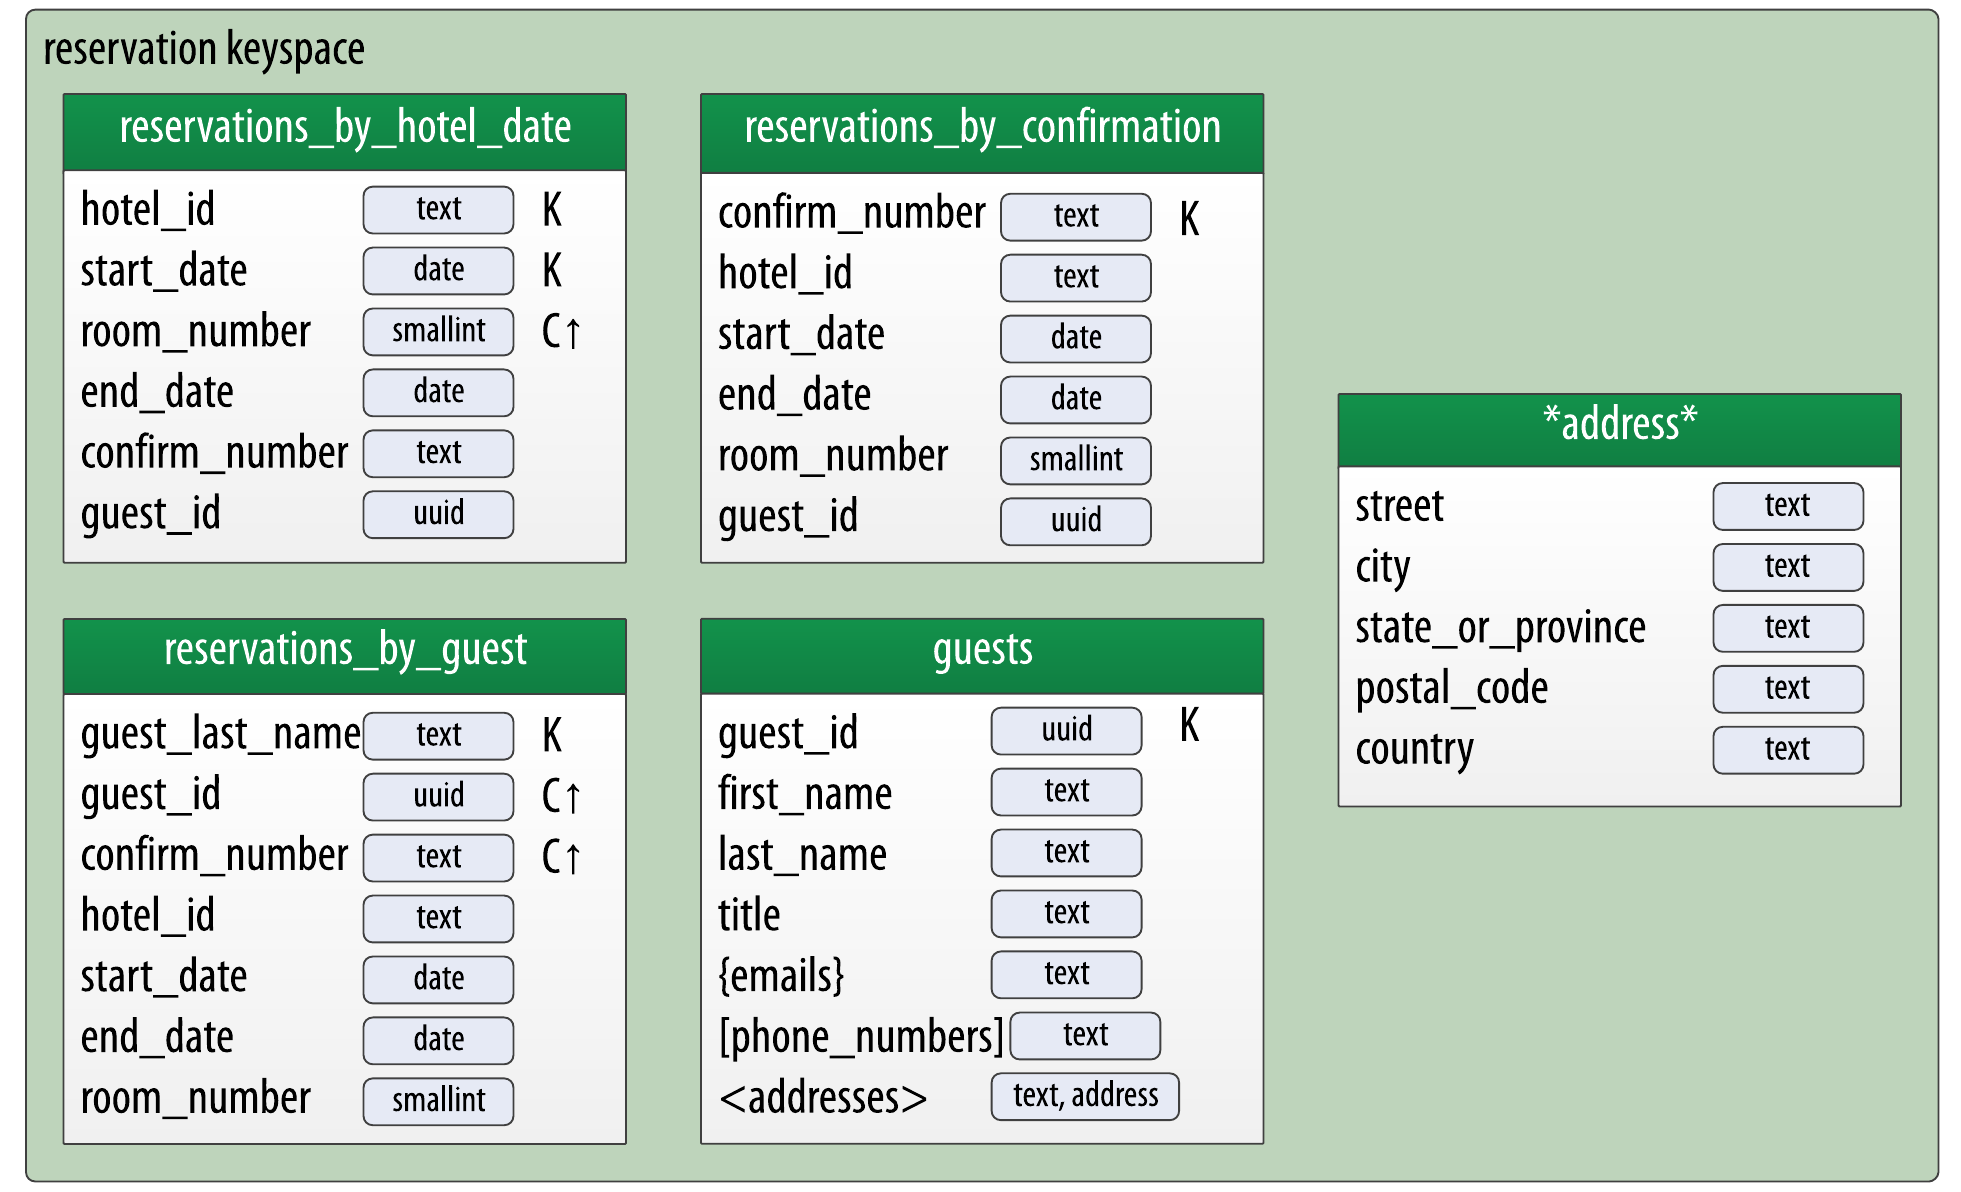 reservation keyspace
reservations_by_hotel_date
hotel_id text K
start_date date K
room_number smallint C↑
end_date date
confirm_number text
guest_id uuid
reservations_by_confirmation
confirm_number text K
hotel_id text
start_date date
end_date date
room_number smallint
guest_id uuid
reservations_by_guest
guest_last_name text K
guest_id uuid C↑
confirm_number text C↑
hotel_id text
start_date date
end_date date
room_number smallint
guests
guest_id uuid K
first_name text
last_name text
title text
{emails} text
[phone_numbers] text
<addresses> text, address
*address*
street text
city text
state_or_province text
postal_code text
country text